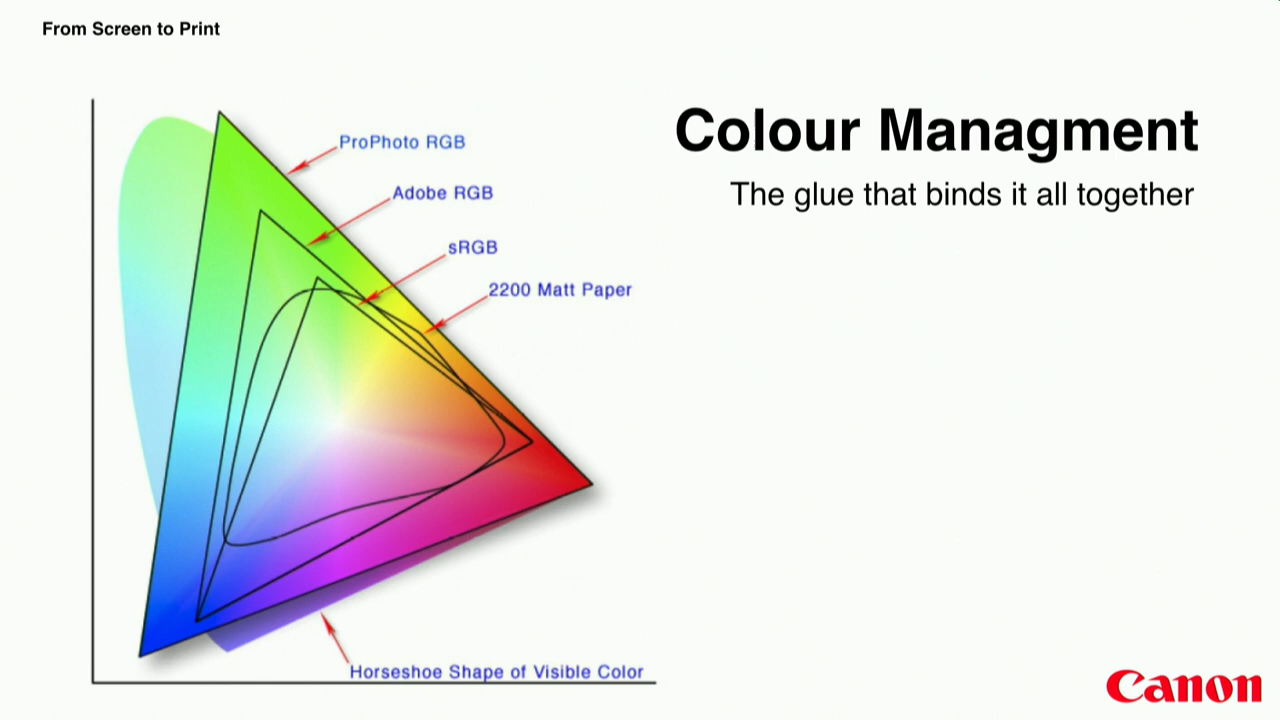 From Screen to Print
Colour Managment
The glue that binds it all together
ProPhoto RGB
Adobe RGB
sRGB
2200 Matt Paper
Horseshoe Shape of Visible Color
Canon